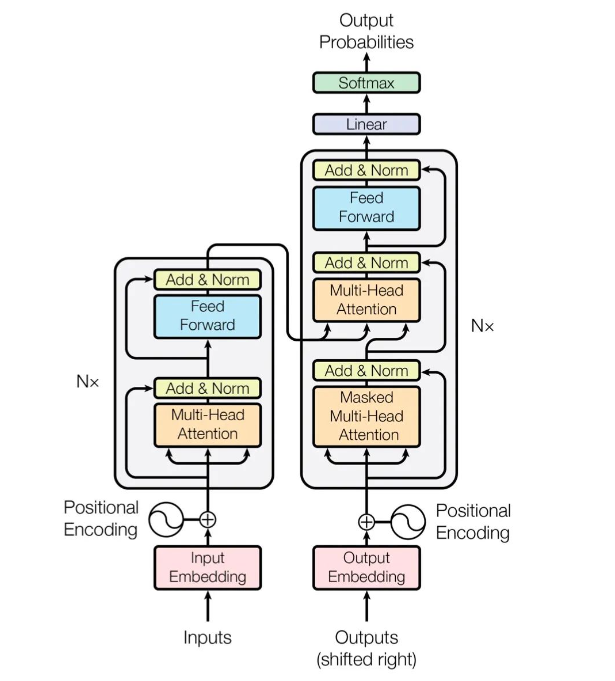 Output
Probabilities
Softmax
Linear
Add & Norm
Feed
Forward
Add & Norm
Multi-Head
Attention
Add & Norm
Masked
Multi-Head
Attention
N×
Add & Norm
Feed
Forward
Add & Norm
Multi-Head
Attention
N×
Positional
Encoding
Positional
Encoding
Input
Embedding
Output
Embedding
Inputs
Outputs
(shifted right)